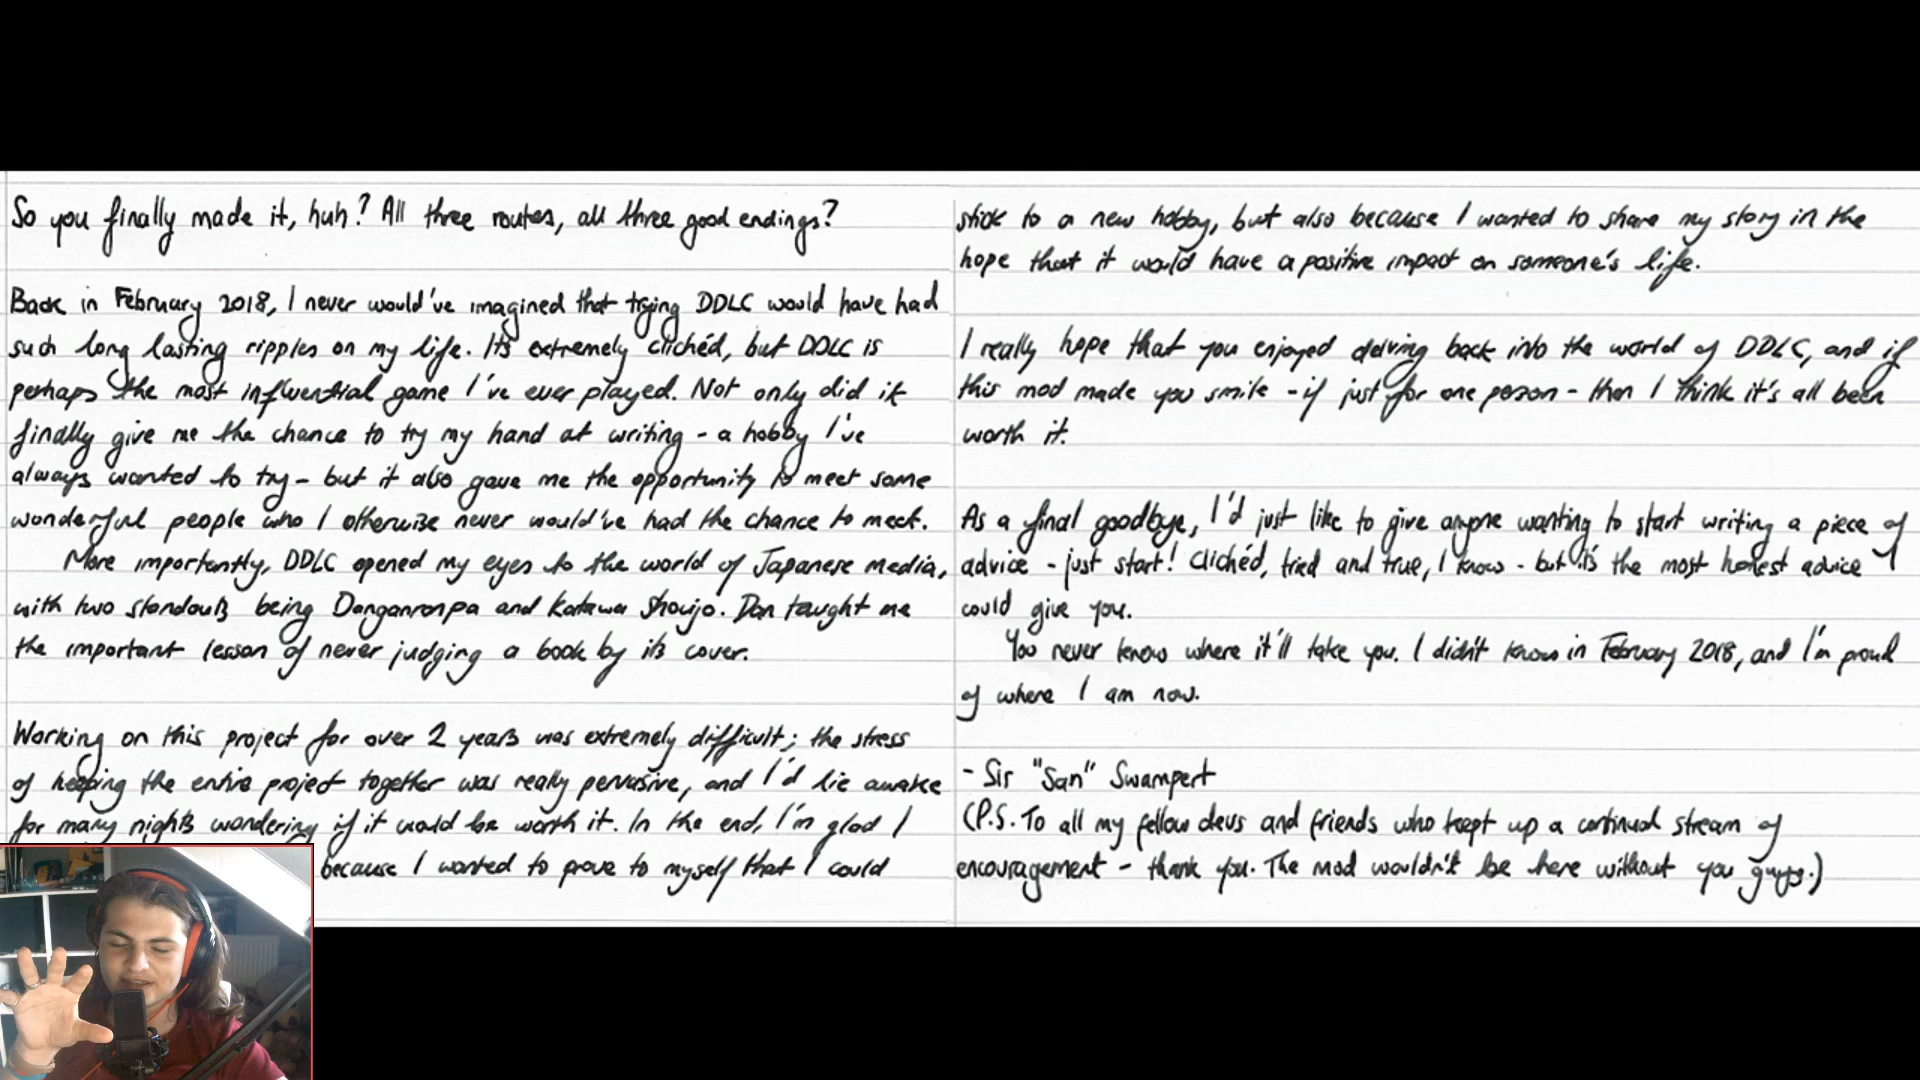 So you finally made it, huh? All three routes, all three good endings?
Back in February 2018, I never would've imagined that trying DDLC would have had
such long lasting ripples on my life. It's extremely clichéd, but DDLC is
perhaps the most influential game I've ever played. Not only did it
finally give me the chance to try my hand at writing - a hobby I've
always wanted to try - but it also gave me the opportunity to meet some
wonderful people who I otherwise never would've had the chance to meet.
More importantly, DDLC opened my eyes to the world of Japanese media,
with two standouts being Danganronpa and Katawa Shoujo. Dan taught me
the important lesson of never judging a book by its cover.
Working on this project for over 2 years was extremely difficult; the stress
of keeping the entire project together was really pervasive, and I'd lie awake
for many nights wondering if it would be worth it. In the end, I'm glad I
because I wanted to prove to myself that I could
stick to a new hobby, but also because I wanted to share my story in the
hope that it would have a positive impact on someone's life.
I really hope that you enjoyed delving back into the world of DDLC, and if
this mod made you smile - if just for one person - then I think it's all been
worth it.
As a final goodbye, I'd just like to give anyone wanting to start writing a piece of
advice - just start! Clichéd, tried and true, I know - but it's the most honest advice I
could give you.
You never know where it'll take you. I didn't know in February 2018, and I'm proud
of where I am now.
- Sir "San" Swampert
(P.S. To all my fellow devs and friends who kept up a continual stream of
encouragement - thank you. The mod wouldn't be here without you guys.)